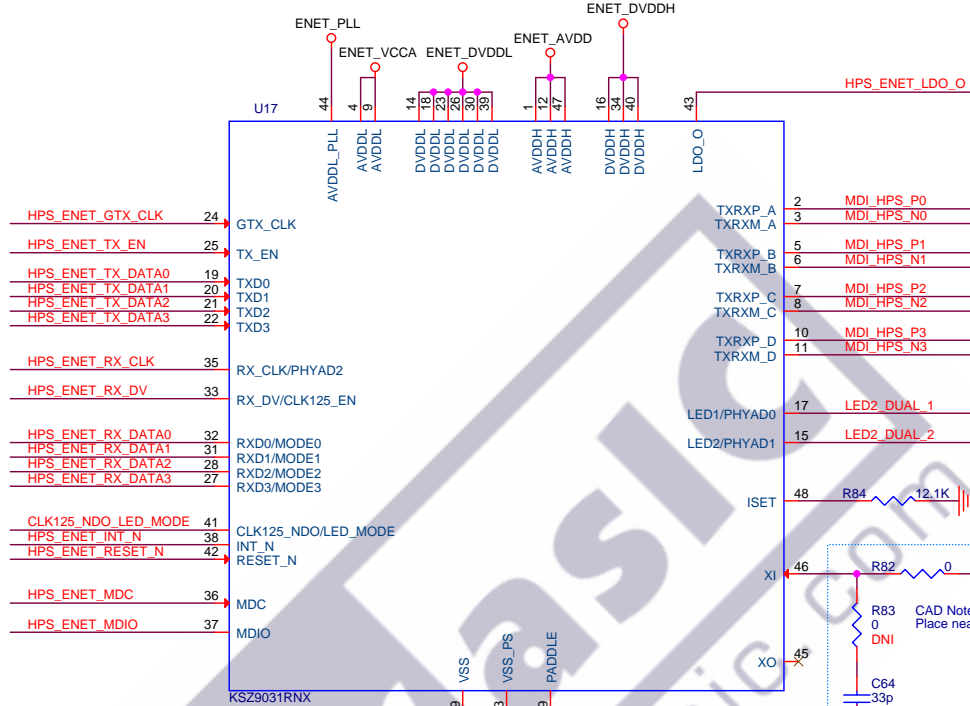 ENET_DVDDH
ENET_PLL
ENET_VCCA ENET_DVDDL ENET_AVDD
HPS_ENET_LDO_O
U17
44 4 9 14 18 23 26 30 39 1 12 47 16 34 40 43
AVDDL_PLL AVDDL AVDDL DVDDL DVDDL DVDDL DVDDL DVDDL DVDDL AVDDH AVDDH AVDDH DVDDH DVDDH DVDDH LDO_O
HPS_ENET_GTX_CLK 24 GTX_CLK
HPS_ENET_TX_EN 25 TX_EN
HPS_ENET_TX_DATA0 19 TXD0
HPS_ENET_TX_DATA1 20 TXD1
HPS_ENET_TX_DATA2 21 TXD2
HPS_ENET_TX_DATA3 22 TXD3
HPS_ENET_RX_CLK 35 RX_CLK/PHYAD2
HPS_ENET_RX_DV 33 RX_DV/CLK125_EN
HPS_ENET_RX_DATA0 32 RXD0/MODE0
HPS_ENET_RX_DATA1 31 RXD1/MODE1
HPS_ENET_RX_DATA2 28 RXD2/MODE2
HPS_ENET_RX_DATA3 27 RXD3/MODE3
CLK125_NDO_LED_MODE 41 CLK125_NDO/LED_MODE
HPS_ENET_INT_N 38 INT_N
HPS_ENET_RESET_N 42 RESET_N
HPS_ENET_MDC 36 MDC
HPS_ENET_MDIO 37 MDIO
TXRXP_A 2 MDI_HPS_P0
TXRXM_A 3 MDI_HPS_N0
TXRXP_B 5 MDI_HPS_P1
TXRXM_B 6 MDI_HPS_N1
TXRXP_C 7 MDI_HPS_P2
TXRXM_C 8 MDI_HPS_N2
TXRXP_D 10 MDI_HPS_P3
TXRXM_D 11 MDI_HPS_N3
LED1/PHYAD0 17 LED2_DUAL_1
LED2/PHYAD1 15 LED2_DUAL_2
ISET 48 R84 12.1K
XI 46 R82 0
R83
0
DNI
CAD Note
Place nea
XO 45
C64
33p
VSS VSS_PS PADDLE
KSZ9031RNX
asic
ic.com